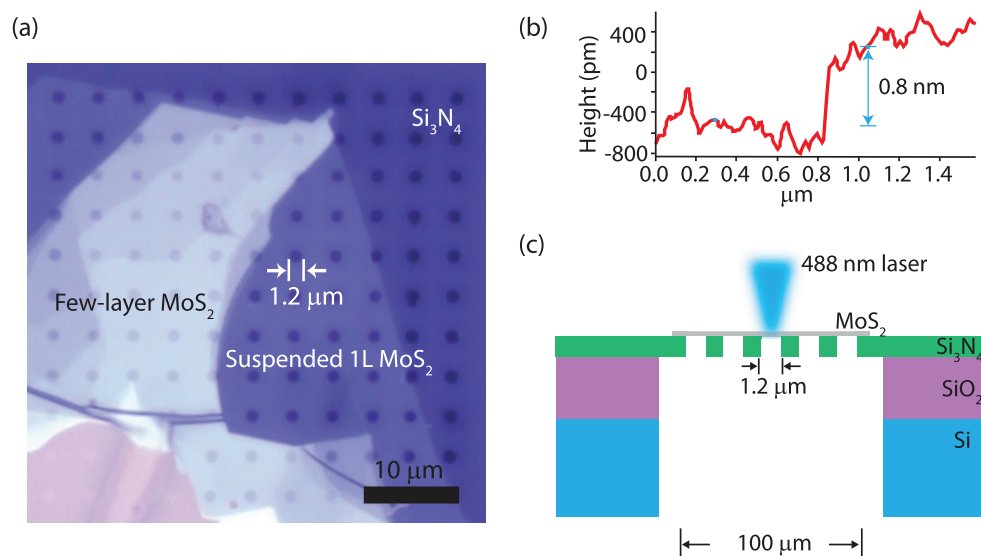 (a)
Si₃N₄
1.2 μm
Few-layer MoS₂
Suspended 1L MoS₂
10 μm
(b)
Height (pm)
400
0
-400
-800
0.8 nm
0.0 0.2 0.4 0.6 0.8 1.0 1.2 1.4
μm
(c)
488 nm laser
MoS₂
Si₃N₄
1.2 μm
SiO₂
Si
100 μm